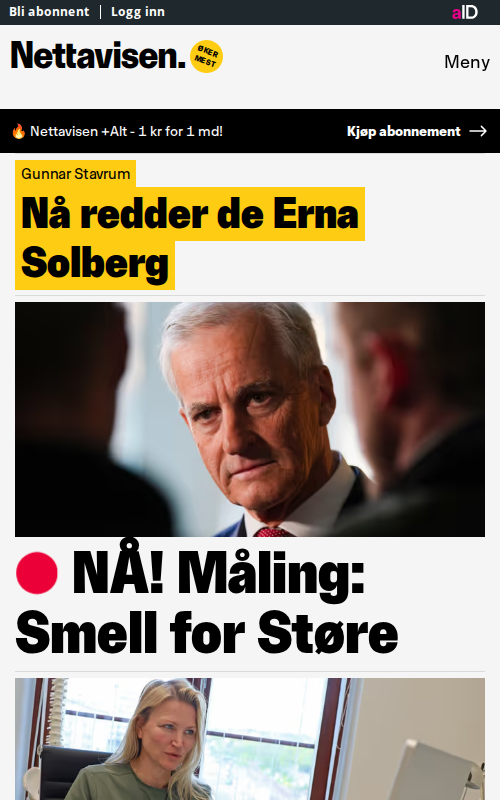 Bli abonnent | Logg inn
aID
Nettavisen.
ØKER
MEST
Meny
Nettavisen +Alt - 1 kr for 1 md!
Kjøp abonnement
Gunnar Stavrum
Nå redder de Erna
Solberg
NÅ! Måling:
Smell for Støre